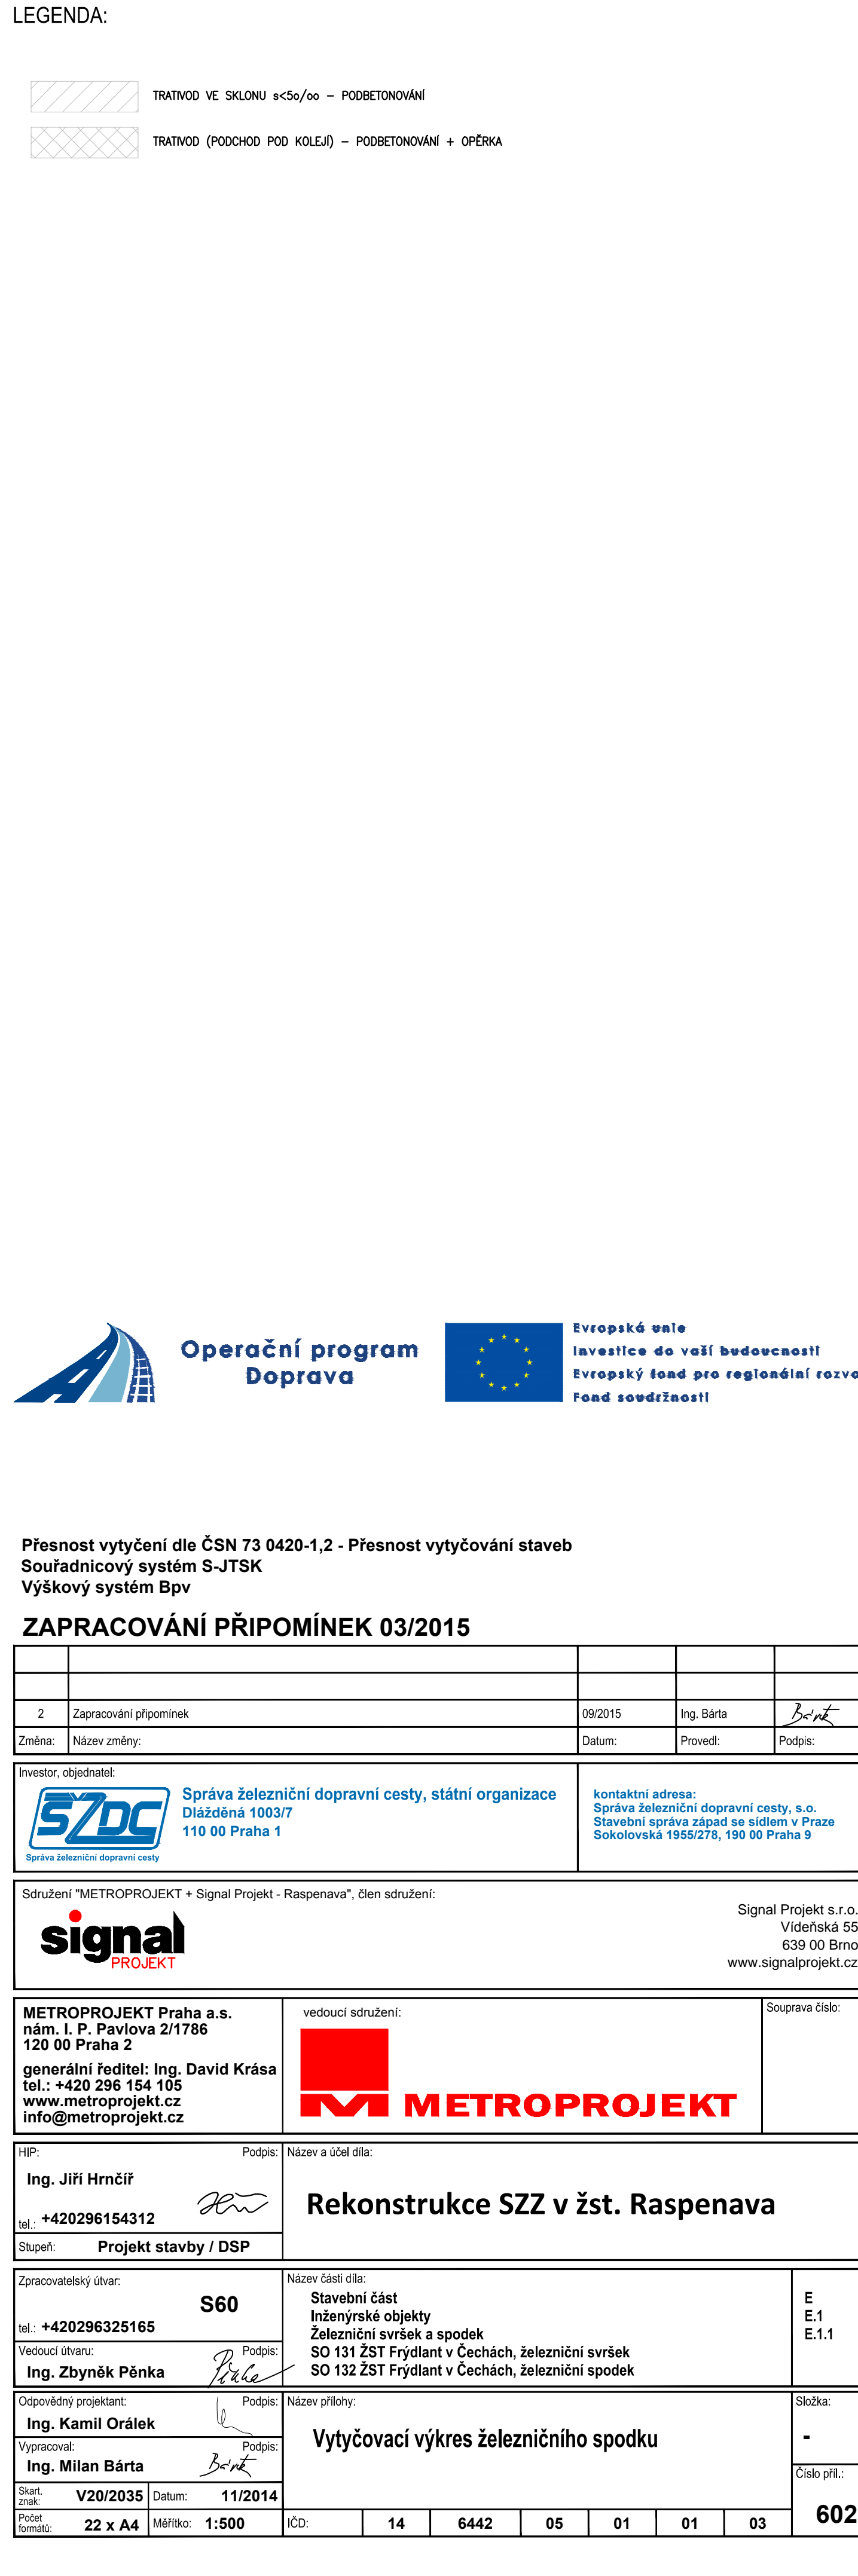 LEGENDA:
TRATIVOD VE SKLONU s<5o/oo – PODBETONOVÁNÍ
TRATIVOD (PODCHOD POD KOLEJÍ) – PODBETONOVÁNÍ + OPĚRKA
Operační program
Doprava
Evropská unie
Investice do vaší budoucnosti
Evropský fond pro regionální rozvo
Fond soudržnosti
Přesnost vytyčení dle ČSN 73 0420-1,2 - Přesnost vytyčování staveb
Souřadnicový systém S-JTSK
Výškový systém Bpv
ZAPRACOVÁNÍ PŘIPOMÍNEK 03/2015
2 Zapracování připomínek 09/2015 Ing. Bárta Bárta
Změna: Název změny: Datum: Provedl: Podpis:
Investor, objednatel:
SŽDC
Správa železniční dopravní cesty
Správa železniční dopravní cesty, státní organizace
Dlážděná 1003/7
110 00 Praha 1
kontaktní adresa:
Správa železniční dopravní cesty, s.o.
Stavební správa západ se sídlem v Praze
Sokolovská 1955/278, 190 00 Praha 9
Sdružení "METROPROJEKT + Signal Projekt - Raspenava", člen sdružení:
signal
PROJEKT
Signal Projekt s.r.o.
Vídeňská 55
639 00 Brno
www.signalprojekt.cz
METROPROJEKT Praha a.s.
nám. I. P. Pavlova 2/1786
120 00 Praha 2
generální ředitel: Ing. David Krása
tel.: +420 296 154 105
www.metroprojekt.cz
info@metroprojekt.cz
vedoucí sdružení:
METROPROJEKT
Souprava číslo:
HIP: Podpis:
Ing. Jiří Hrnčíř
tel.: +420296154312
Stupeň: Projekt stavby / DSP
Název a účel díla:
Rekonstrukce SZZ v žst. Raspenava
Zpracovatelský útvar:
S60
tel.: +420296325165
Vedoucí útvaru: Podpis:
Ing. Zbyněk Pěnka
Název části díla:
Stavební část E
Inženýrské objekty E.1
Železniční svršek a spodek E.1.1
SO 131 ŽST Frýdlant v Čechách, železniční svršek
SO 132 ŽST Frýdlant v Čechách, železniční spodek
Odpovědný projektant: Podpis:
Ing. Kamil Orálek
Vypracoval: Podpis:
Ing. Milan Bárta Bárta
Skart. znak: V20/2035 Datum: 11/2014
Počet formátů: 22 x A4 Měřítko: 1:500
Název přílohy:
Vytyčovací výkres železničního spodku
IČD: 14 6442 05 01 01 03
Složka:
-
Číslo příl.:
602